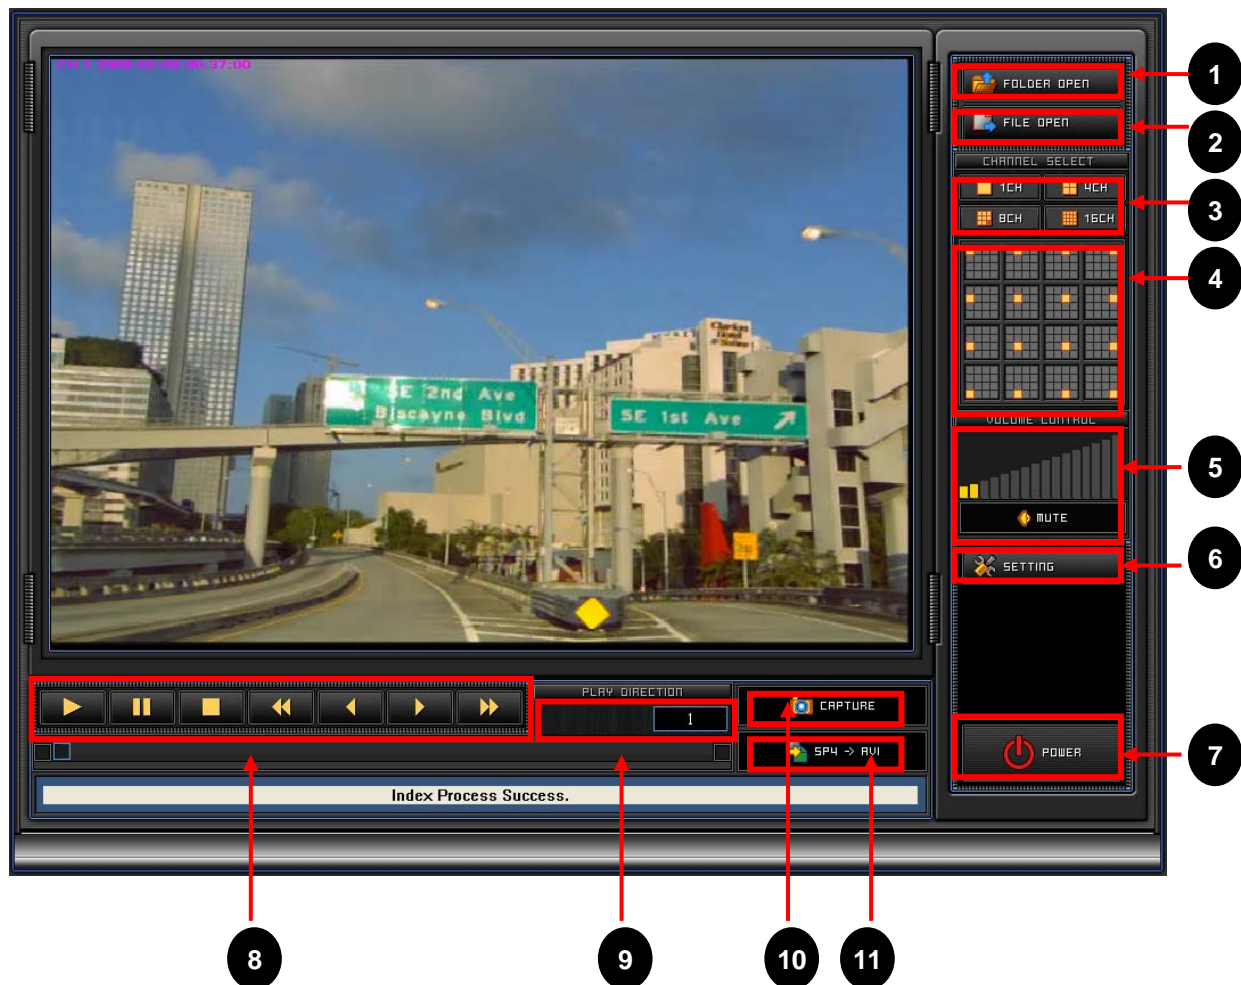 FOLDER OPEN
1
FILE OPEN
2
CHANNEL SELECT
1CH
4CH
8CH
16CH
3
4
SE 2nd Ave
Biscayne Blvd
SE 1st Ave
VOLUME CONTROL
5
MUTE
SETTING
6
PLAY DIRECTION
1
CAPTURE
SP4 -> AVI
POWER
7
Index Process Success.
8
9
10
11